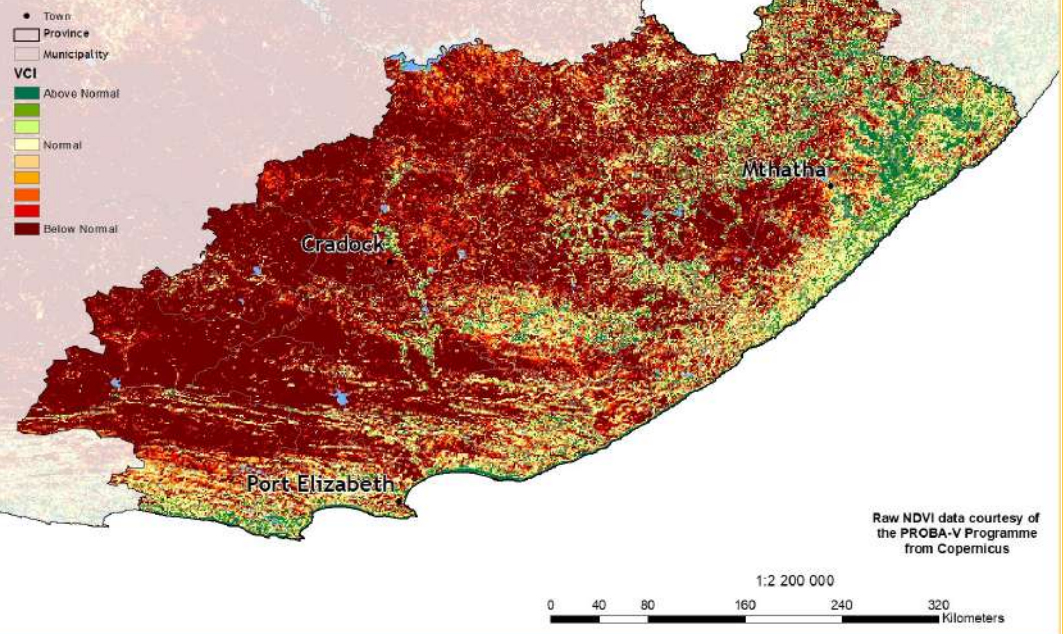 Town
Province
Municipality
VCI
Above Normal
Normal
Below Normal
Mthatha
Cradock
Port Elizabeth
Raw NDVI data courtesy of
the PROBA-V Programme
from Copernicus
1:2 200 000
0 40 80 160 240 320
Kilometers